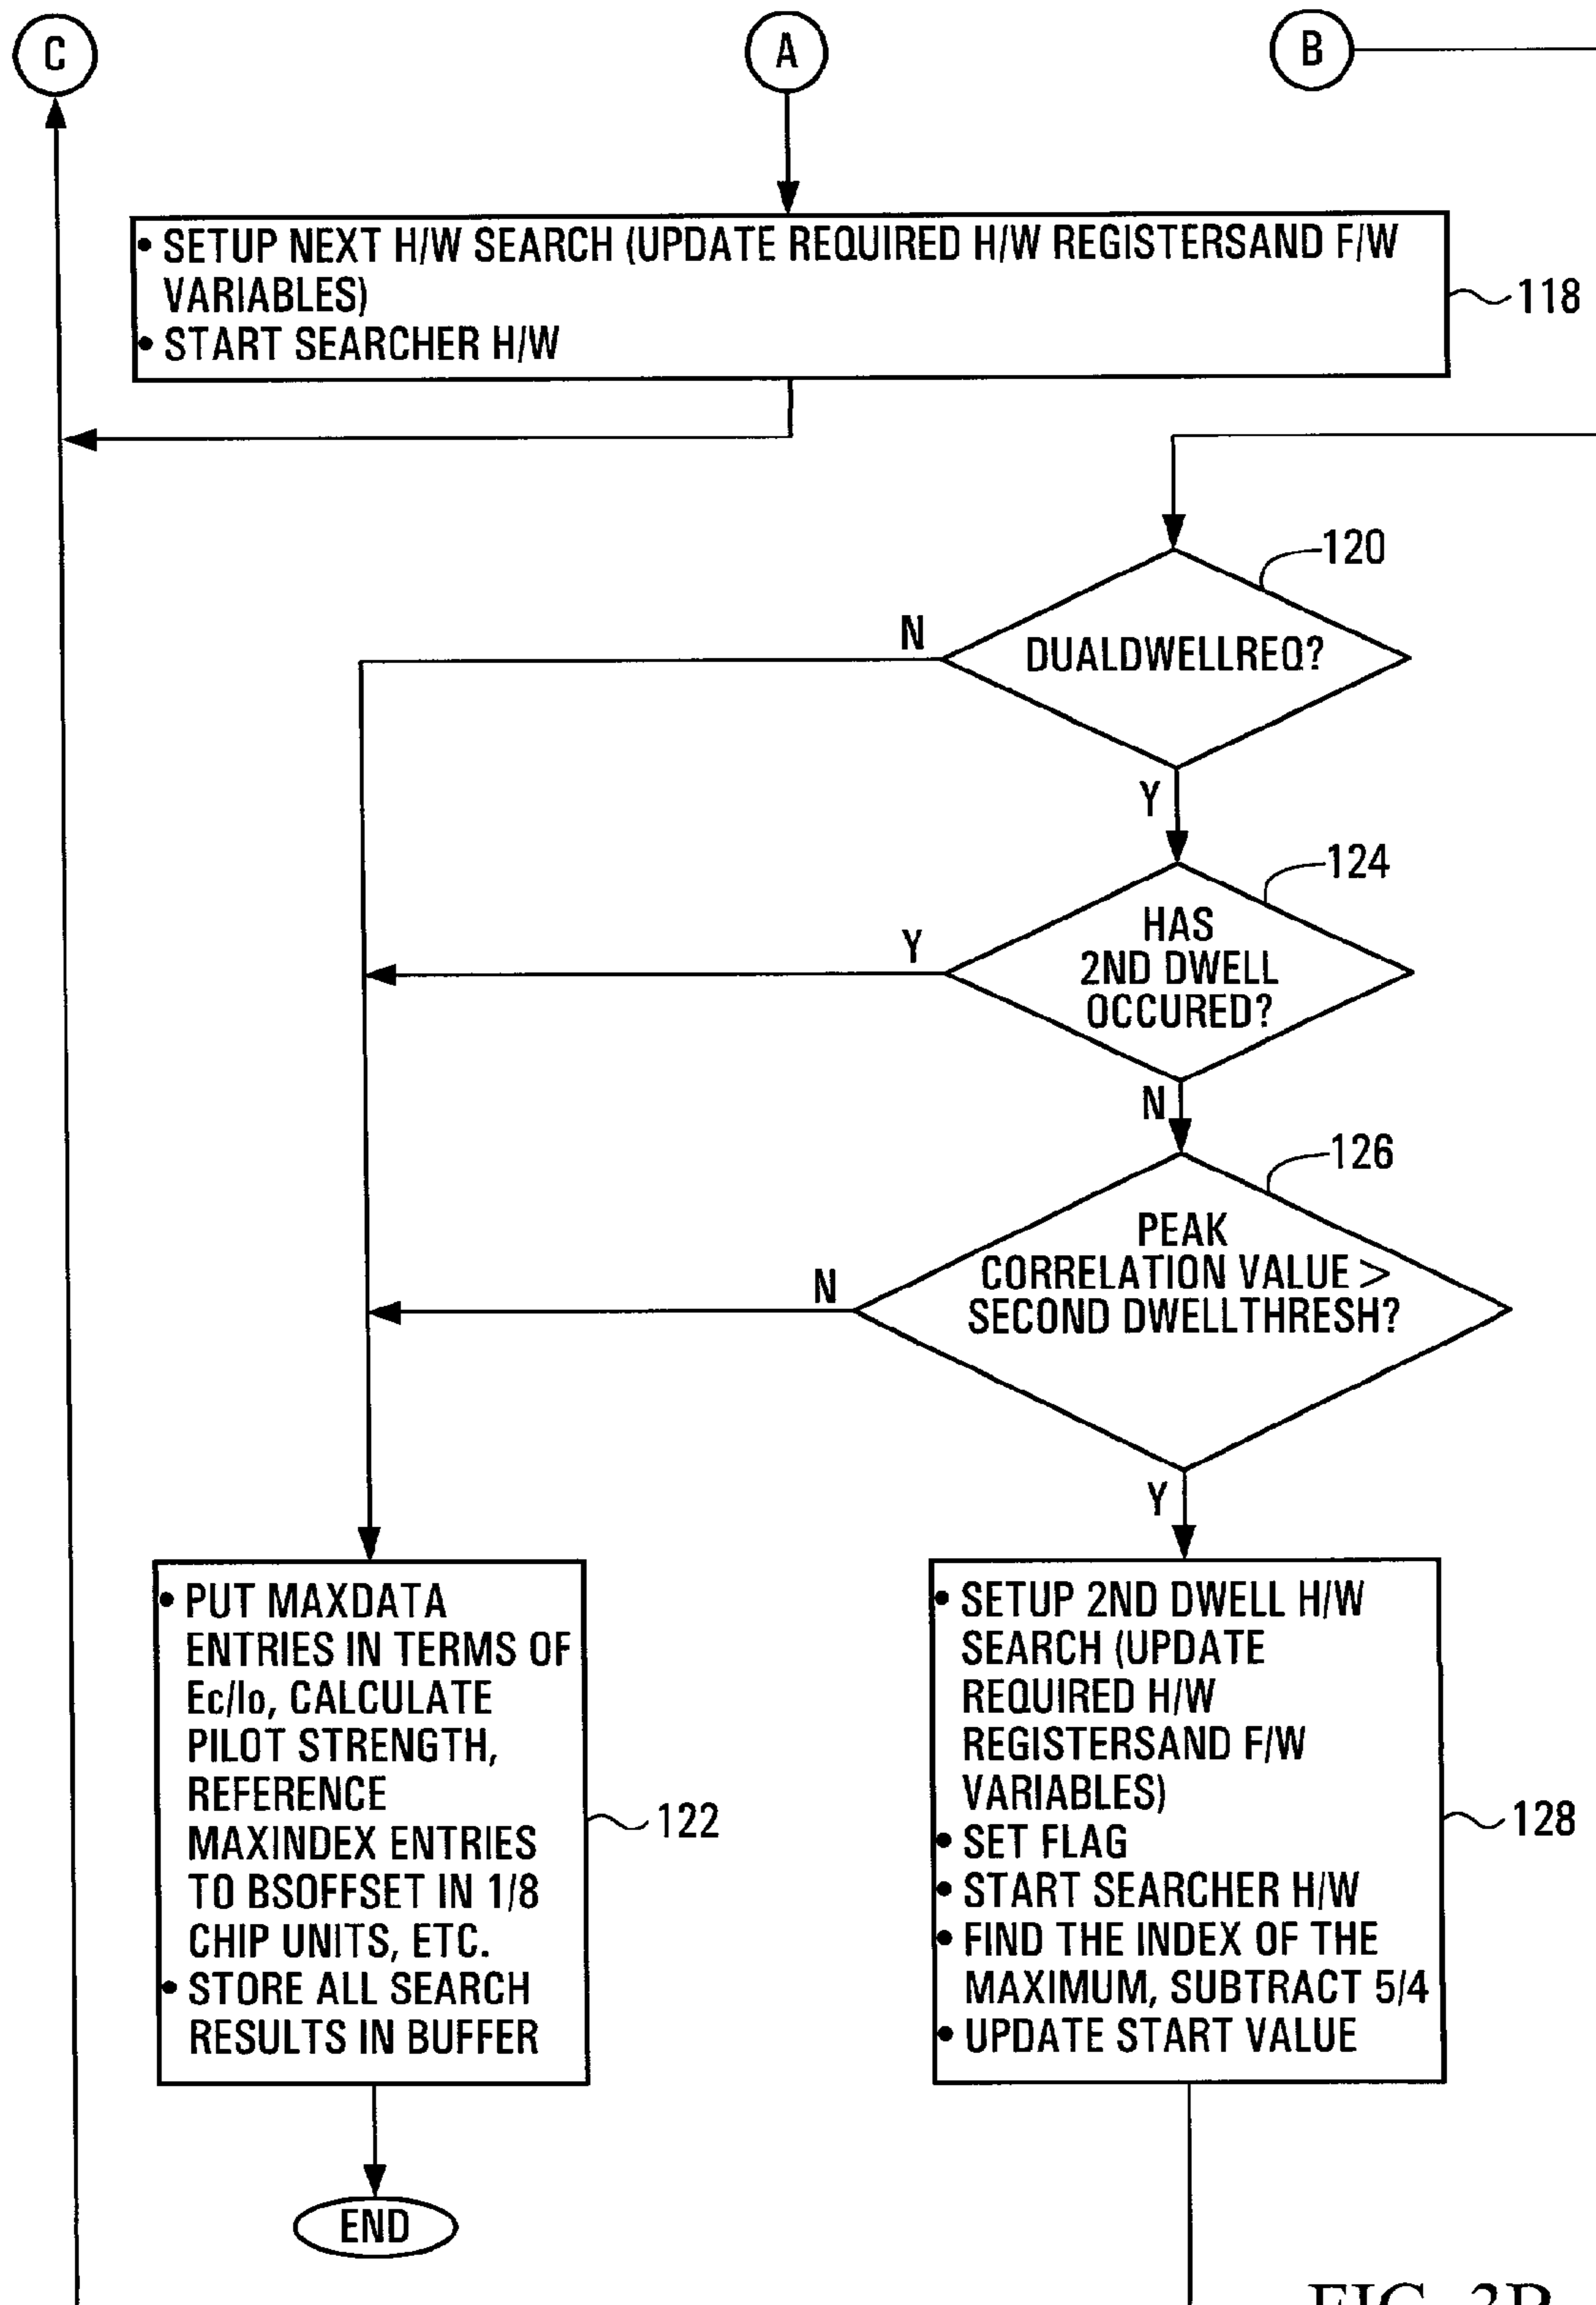 C
A
B
• SETUP NEXT H/W SEARCH (UPDATE REQUIRED H/W REGISTERSAND F/W
VARIABLES)
• START SEARCHER H/W
118
120
N
DUALDWELLREQ?
Y
124
Y
HAS
2ND DWELL
OCCURED?
N
126
PEAK
CORRELATION VALUE >
SECOND DWELLTHRESH?
N
Y
• PUT MAXDATA
ENTRIES IN TERMS OF
Ec/Io, CALCULATE
PILOT STRENGTH,
REFERENCE
MAXINDEX ENTRIES
TO BSOFFSET IN 1/8
CHIP UNITS, ETC.
• STORE ALL SEARCH
RESULTS IN BUFFER
122
• SETUP 2ND DWELL H/W
SEARCH (UPDATE
REQUIRED H/W
REGISTERSAND F/W
VARIABLES)
• SET FLAG
• START SEARCHER H/W
• FIND THE INDEX OF THE
MAXIMUM, SUBTRACT 5/4
• UPDATE START VALUE
128
END
FIG. 3B